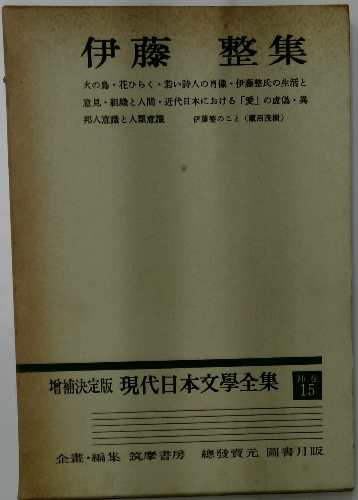 伊藤 整集
火の鳥・花ひらく・若い詩人の肖像・伊藤整氏の生活と
意見・組織と人間・近代日本における「愛」の虚偽・異
邦人意識と人類意識 伊藤整のこと（瀬沼茂樹）
増補決定版 現代日本文學全集 補巻
15
企畫・編集 筑摩書房 總發賣元 圖書月販